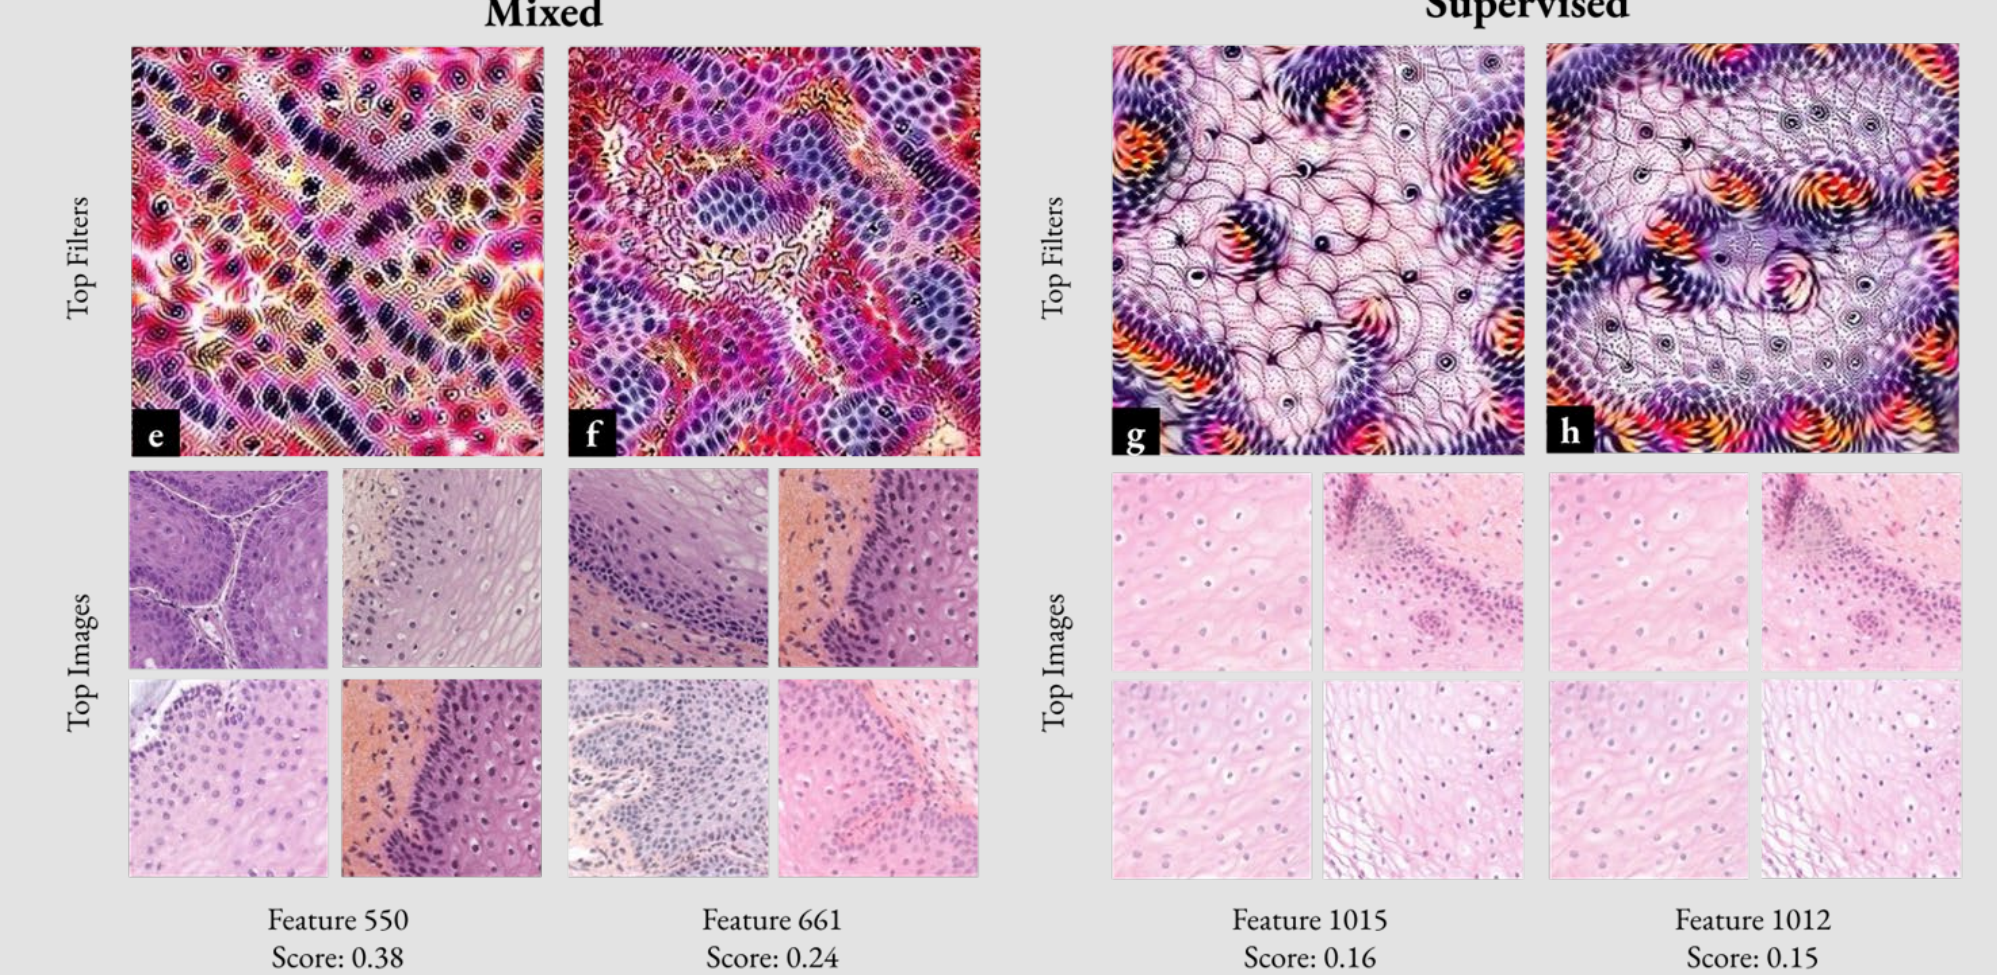 Mixed
Supervised
Top Filters
e
f
Top Filters
g
h
Top Images
Top Images
Feature 550
Score: 0.38
Feature 661
Score: 0.24
Feature 1015
Score: 0.16
Feature 1012
Score: 0.15